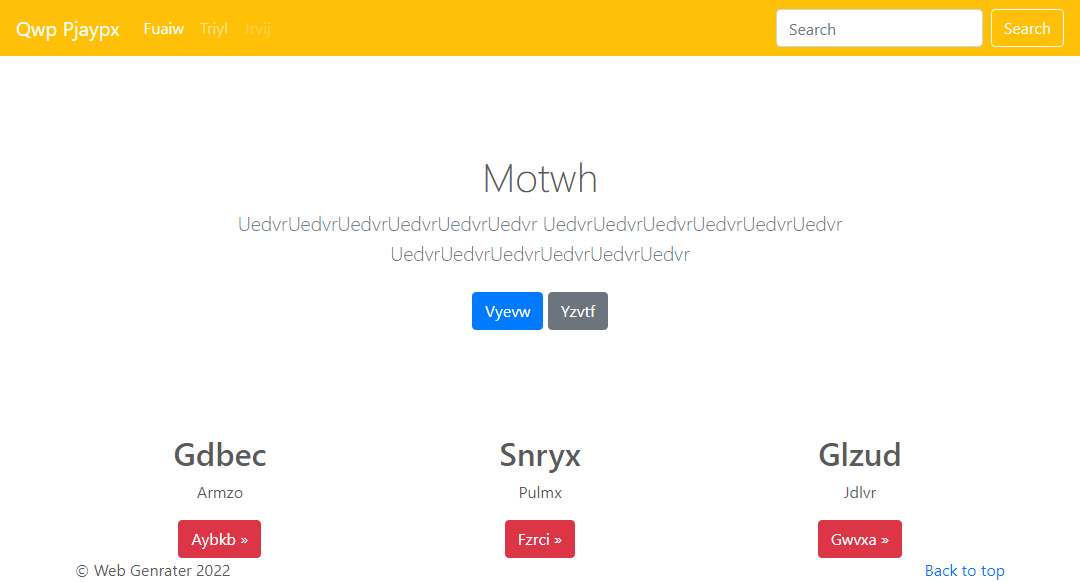 Qwp Pjaypx Fuaiw Triyl Jrvij Search Search
Motwh
UedvrUedvrUedvrUedvrUedvrUedvr UedvrUedvrUedvrUedvrUedvrUedvr
UedvrUedvrUedvrUedvrUedvrUedvr
Vyevw Yzvtf
Gdbec Snryx Glzud
Armzo Pulmx Jdlvr
Aybkb » Fzrci » Gwvxa »
© Web Genrater 2022 Back to top